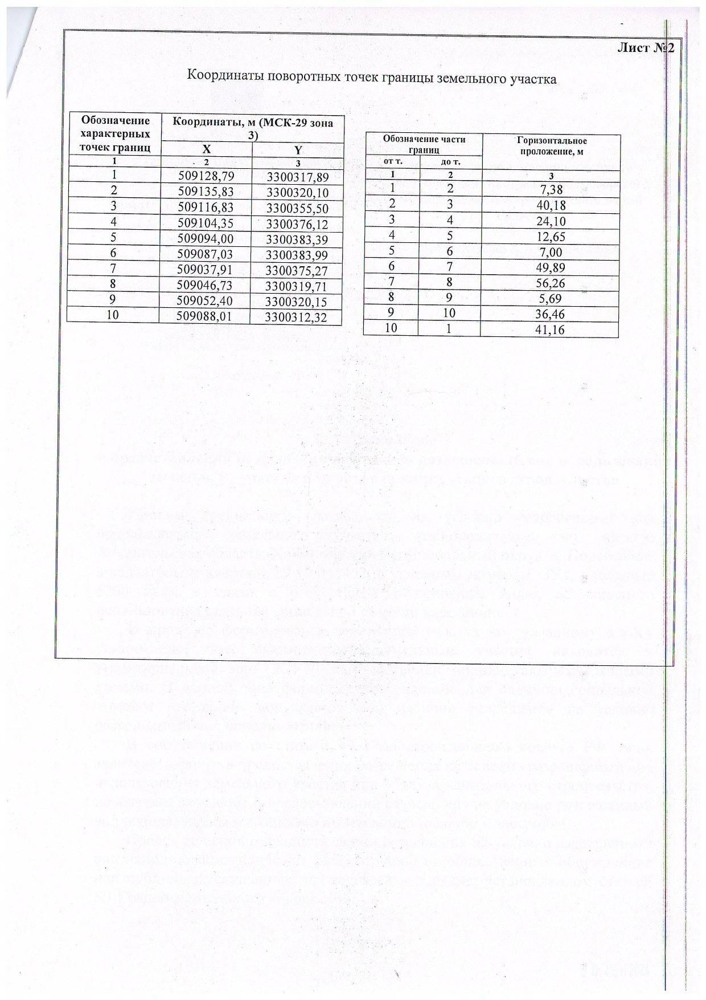 Лист №2
Координаты поворотных точек границы земельного участка
Обозначение характерных точек границ Координаты, м (МСК-29 зона 3)
X Y
1 2 3
1 509128,79 3300317,89
2 509135,83 3300320,10
3 509116,83 3300355,50
4 509104,35 3300376,12
5 509094,00 3300383,39
6 509087,03 3300383,99
7 509037,91 3300375,27
8 509046,73 3300319,71
9 509052,40 3300320,15
10 509088,01 3300312,32
Обозначение части границ Горизонтальное проложение, м
от т. до т.
1 2 3
1 2 7,38
2 3 40,18
3 4 24,10
4 5 12,65
5 6 7,00
6 7 49,89
7 8 56,26
8 9 5,69
9 10 36,46
10 1 41,16